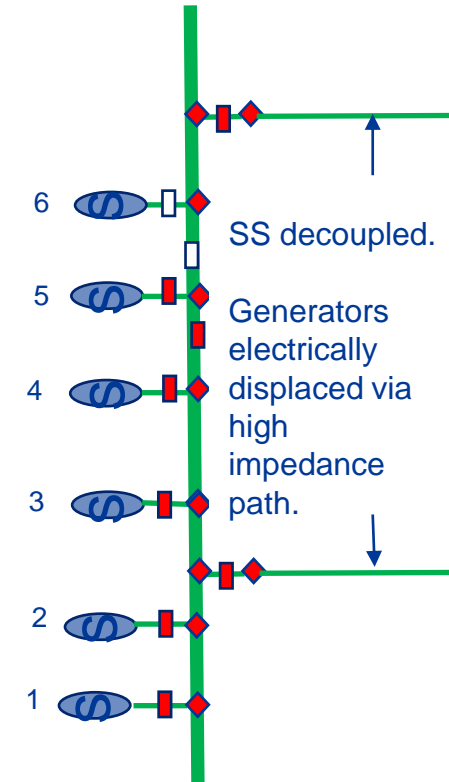 6
S
SS decoupled.
5
S
Generators
electrically
4
S
displaced via
high
impedance
3
S
path.
2
S
1
S